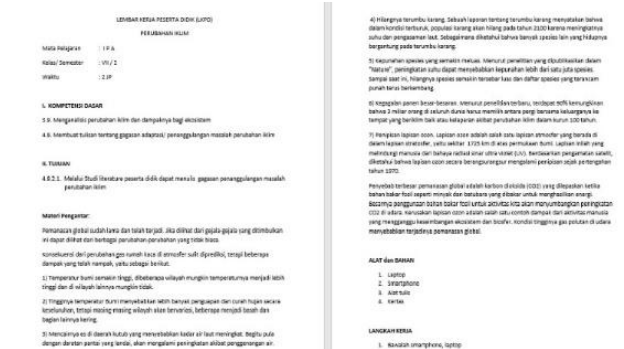 LEMBAR KERJA PESERTA DIDIK (LKPD)
PERUBAHAN IKLIM
Mata Pelajaran : I P A
Kelas/ Semester : VII / 2
Waktu : 2 JP
I. KOMPETENSI DASAR
3.9. Menganalisis perubahan iklim dan dampaknya bagi ekosistem
4.9. Membuat tulisan tentang gagasan adaptasi/ penanggulangan masalah perubahan iklim
II. TUJUAN
4.9.2.1. Melalui Studi literature peserta didik dapat menulis gagasan penanggulangan masalah
perubahan iklim
Materi Pengantar:
Pemanasan global sudah lama dan telah terjadi. Jika dilihat dari gejala-gejala yang ditimbulkan
ini dapat dilihat dari berbagai perubahan-perubahan yang tidak biasa.
Konsekuensi dari perubahan gas rumah kaca di atmosfer sulit diprediksi, tetapi beberapa
dampak yang telah nampak, yaitu sebagai berikut.
1) Temperatur bumi semakin tinggi, dibeberapa wilayah mungkin temperaturnya menjadi lebih
tinggi dan di wilayah lainnya mungkin tidak.
2) Tingginya temperatur bumi menyebabkan lebih banyak penguapan dan curah hujan secara
keseluruhan, tetapi masing-masing wilayah akan bervariasi, beberapa menjadi basah dan
bagian lainnya kering.
3) Mencairnya es di daerah kutub yang menyebabkan kadar air laut meningkat. Begitu pula
dengan daratan pantai yang landai, akan mengalami peningkatan akibat penggenangan air.
4) Hilangnya terumbu karang. Sebuah laporan tentang terumbu karang menyatakan bahwa
dalam kondisi terburuk, populasi karang akan hilang pada tahun 2100 karena meningkatnya
suhu dan pengasaman laut. Sebagaimana diketahui bahwa banyak spesies lain yang hidupnya
bergantung pada terumbu karang.
5) Kepunahan spesies yang semakin meluas. Menurut penelitian yang dipublikasikan dalam
"Nature", peningkatan suhu dapat menyebabkan kepunahan lebih dari satu juta spesies.
Sampai saat ini, hilangnya spesies semakin tersebar luas dan daftar spesies yang terancam
punah terus berkembang.
6) Kegagalan panen besar-besaran. Menurut penelitian terbaru, terdapat 90% kemungkinan
bahwa 3 miliar orang di seluruh dunia harus memilih antara pergi bersama keluarganya ke
tempat yang beriklim baik atau kelaparan akibat perubahan iklim dalam kurun 100 tahun.
7) Penipisan lapisan ozon. Lapisan ozon adalah salah satu lapisan atmosfer yang berada di
dalam lapisan stratosfer, yaitu sekitar km di atas permukaan bumi. Lapisan inilah yang
melindungi manusia dari bahaya radiasi sinar ultra violet (UV). Berdasarkan pengamatan satelit,
diketahui bahwa lapisan ozon secara berangsur-angsur mengalami penipisan sejak pertengahan
tahun 1970.
Penyebab terbesar pemanasan global adalah karbon dioksida (CO2) yang dilepaskan ketika
bahan bakar fosil seperti minyak dan batubara yang dibakar untuk menghasilkan energi.
Besarnya penggunaan bahan bakar fosil untuk aktivitas kita akan menyumbangkan peningkatan
CO2 di udara. Kerusakan lapisan ozon adalah salah satu contoh dampak dari aktivitas manusia
yang mengganggu keseimbangan ekosistem dan biosfer. Kondisi tingginya gas polutan di udara
menyebabkan terjadinya pemanasan global.
ALAT dan BAHAN
1. Laptop
2. Smartphone
3. Alat tulis
4. Kertas
LANGKAH KERJA
1. Bawalah smartphone, laptop